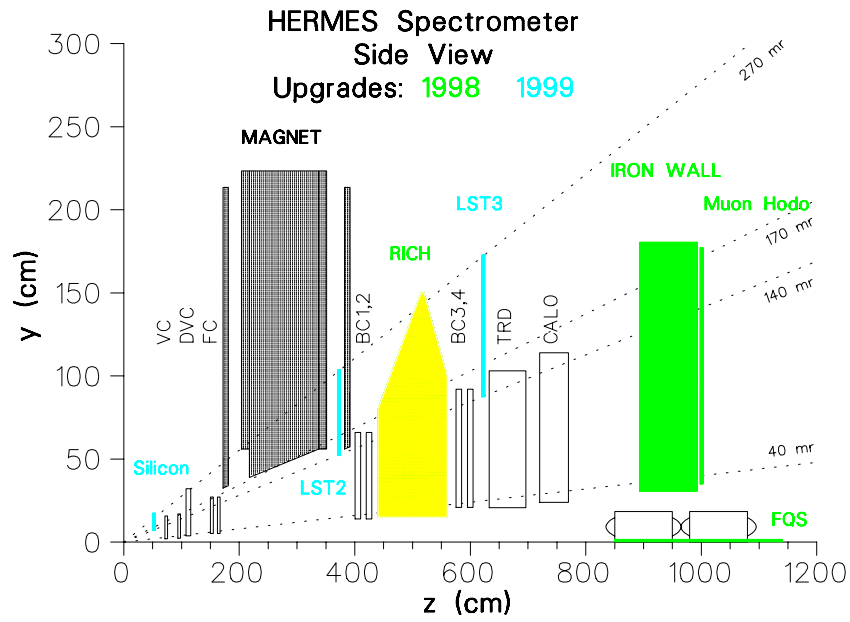 HERMES Spectrometer
Side View
Upgrades: 1998 1999
300
250
200
150
100
50
0
y (cm)
0
200
400
600
800
1000
1200
z (cm)
MAGNET
270 mr
IRON WALL
LST3
Muon Hodo
170 mr
RICH
140 mr
VC
DVC
FC
BC1,2
BC3,4
TRD
CALO
Silicon
LST2
40 mr
FQS